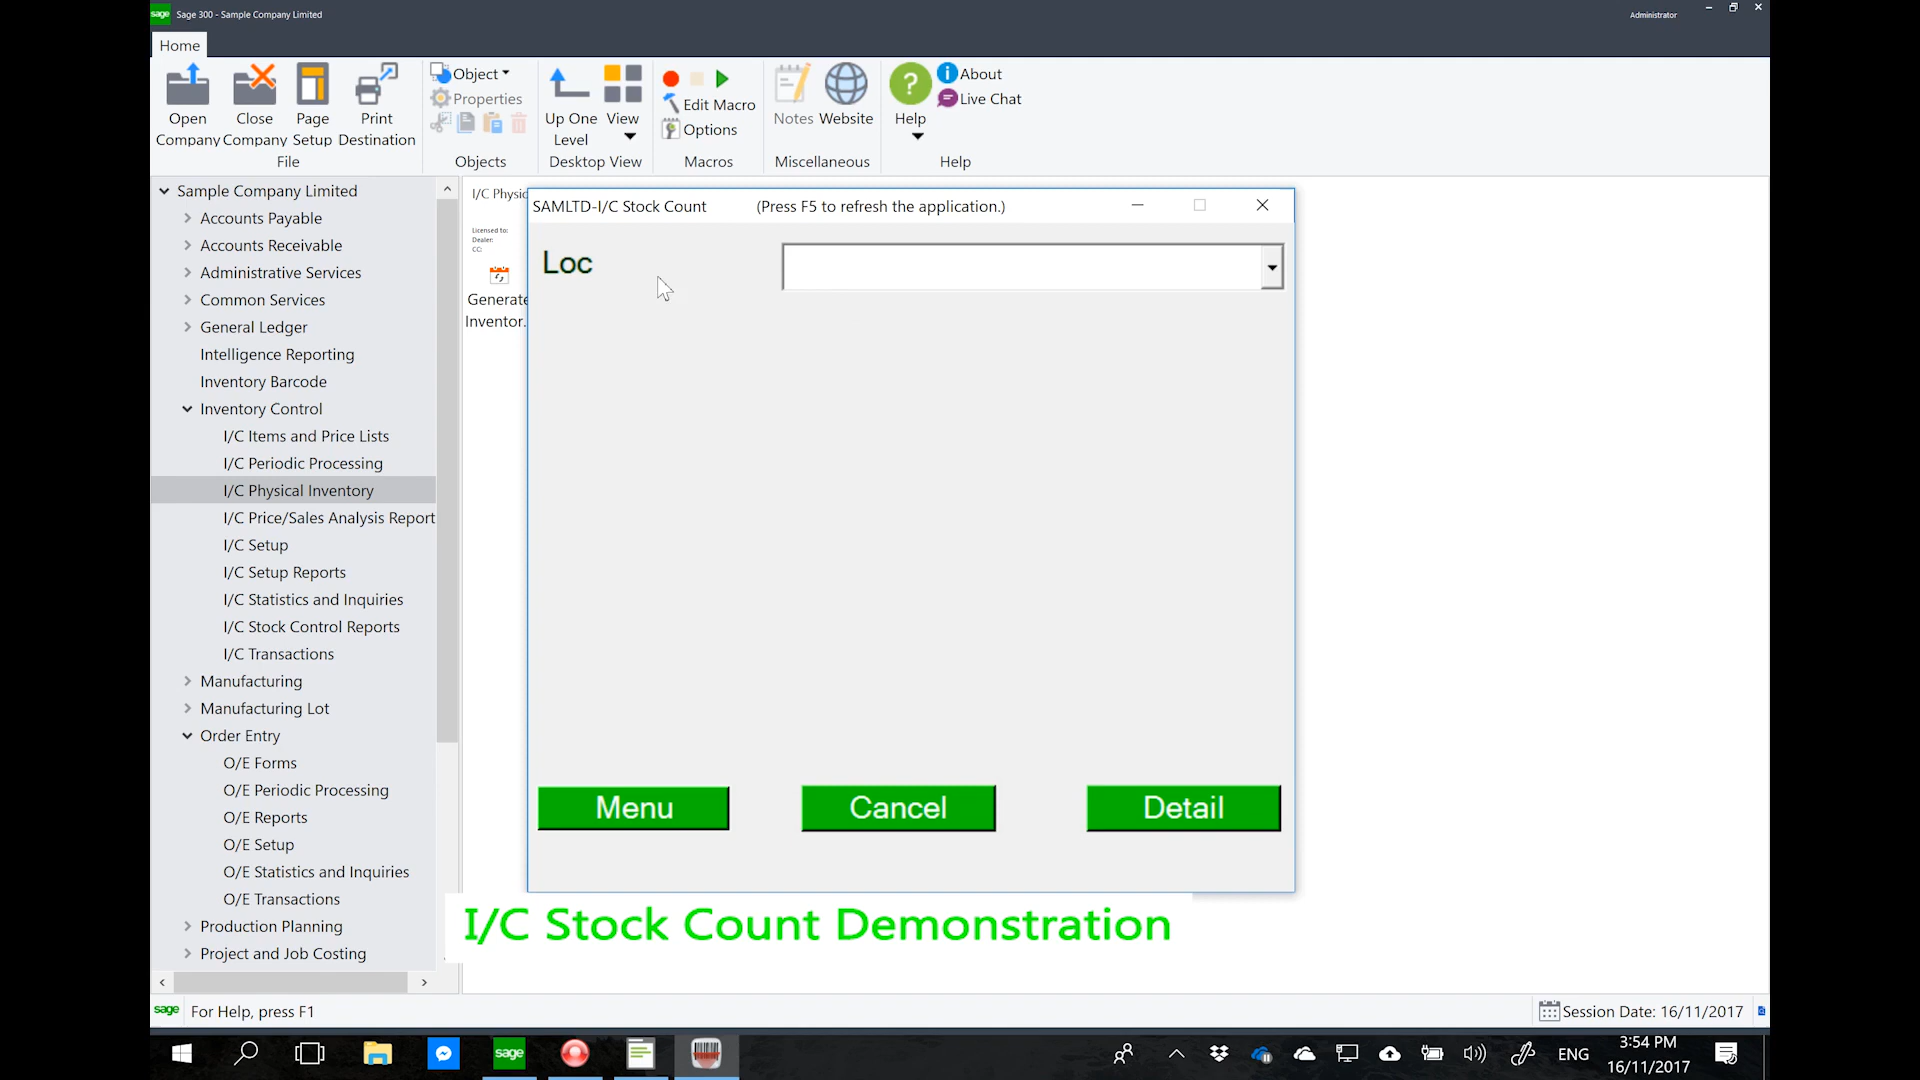 sage Sage 300 - Sample Company Limited
Administrator
Home
Open Company
Close Company
Page Setup
Print Destination
File
Object
Properties
Objects
Up One Level
View
Desktop View
Edit Macro
Options
Macros
Notes
Website
Miscellaneous
Help
About
Live Chat
Help
Sample Company Limited
Accounts Payable
Accounts Receivable
Administrative Services
Common Services
General Ledger
Intelligence Reporting
Inventory Barcode
Inventory Control
I/C Items and Price Lists
I/C Periodic Processing
I/C Physical Inventory
I/C Price/Sales Analysis Report
I/C Setup
I/C Setup Reports
I/C Statistics and Inquiries
I/C Stock Control Reports
I/C Transactions
Manufacturing
Manufacturing Lot
Order Entry
O/E Forms
O/E Periodic Processing
O/E Reports
O/E Setup
O/E Statistics and Inquiries
O/E Transactions
Production Planning
Project and Job Costing
I/C Physic
Licensed to:
Dealer:
CC:
Generate
Inventor.
SAMLTD-I/C Stock Count (Press F5 to refresh the application.)
Loc
Menu
Cancel
Detail
I/C Stock Count Demonstration
sage For Help, press F1
Session Date: 16/11/2017
sage
ENG
3:54 PM
16/11/2017